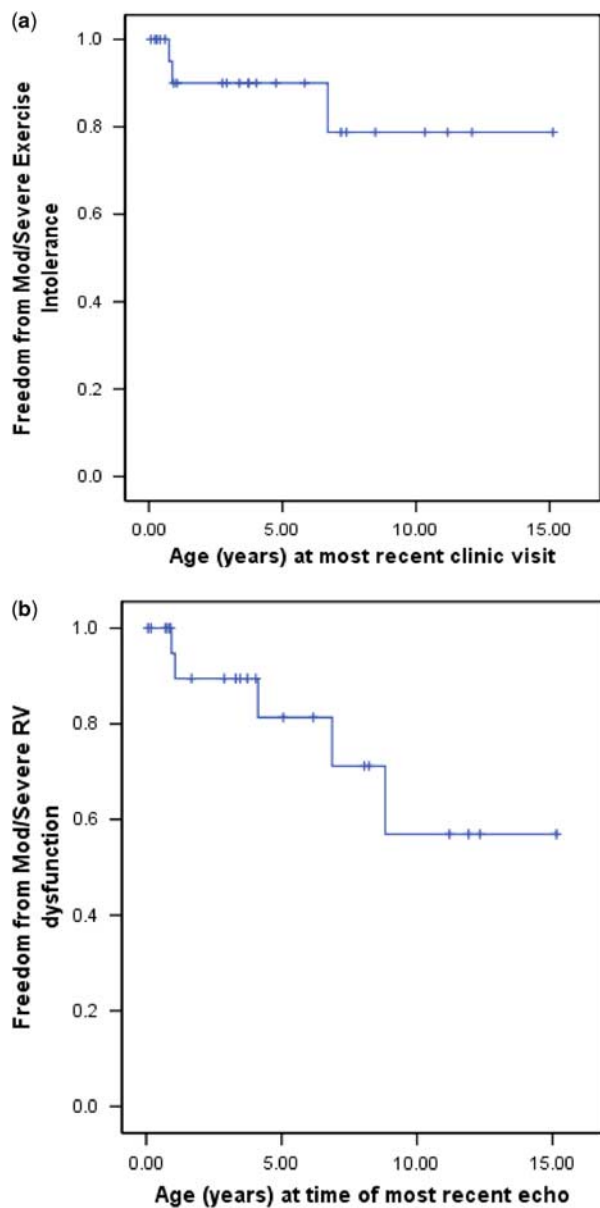 (a)
Freedom from Mod/Severe Exercise
Intolerance
1.0
0.8
0.6
0.4
0.2
0.0
0.00 5.00 10.00 15.00
Age (years) at most recent clinic visit
(b)
Freedom from Mod/Severe RV
dysfunction
1.0
0.8
0.6
0.4
0.2
0.0
0.00 5.00 10.00 15.00
Age (years) at time of most recent echo